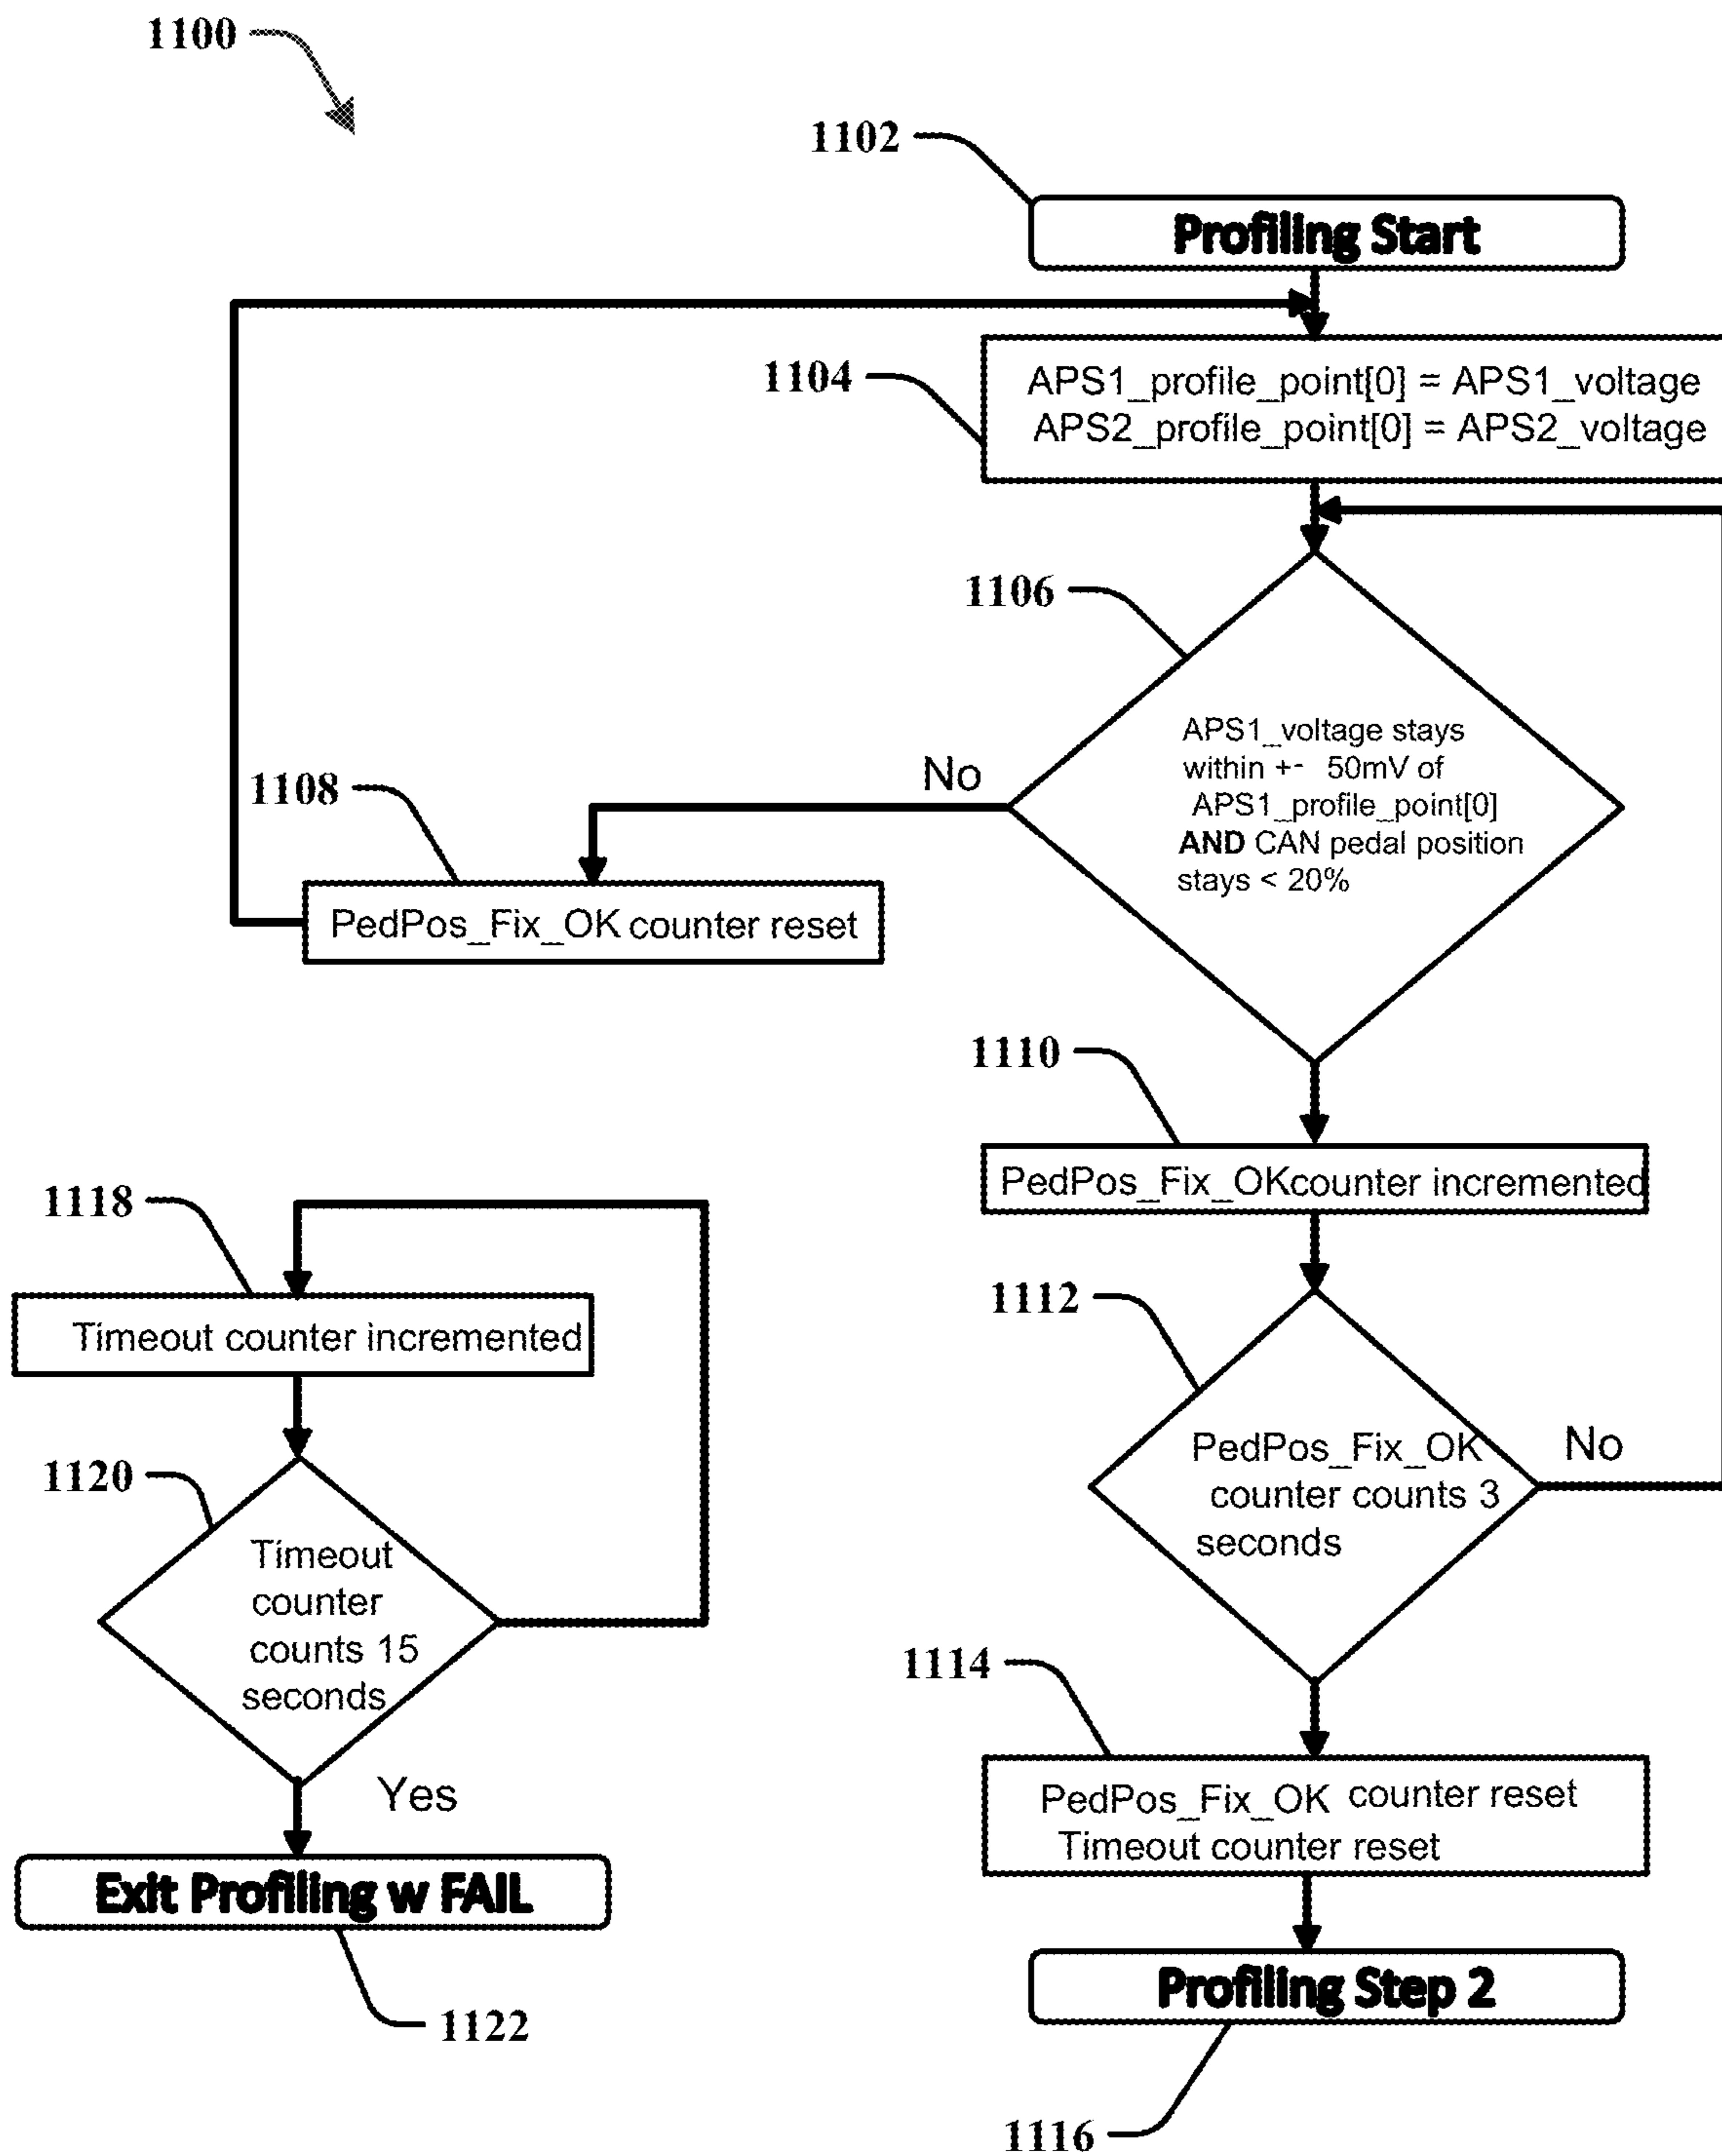 1100
1102
Profiling Start
1104
APS1_profile_point[0] = APS1_voltage
APS2_profile_point[0] = APS2_voltage
1106
APS1_voltage stays
within +- 50mV of
APS1_profile_point[0]
AND CAN pedal position
stays < 20%
No
1108
PedPos_Fix_OK counter reset
1110
PedPos_Fix_OKcounter incremented
1118
Timeout counter incremented
1112
PedPos_Fix_OK
counter counts 3
seconds
No
1120
Timeout
counter
counts 15
seconds
Yes
1114
PedPos_Fix_OK counter reset
Timeout counter reset
Exit Profiling w FAIL
1122
Profiling Step 2
1116